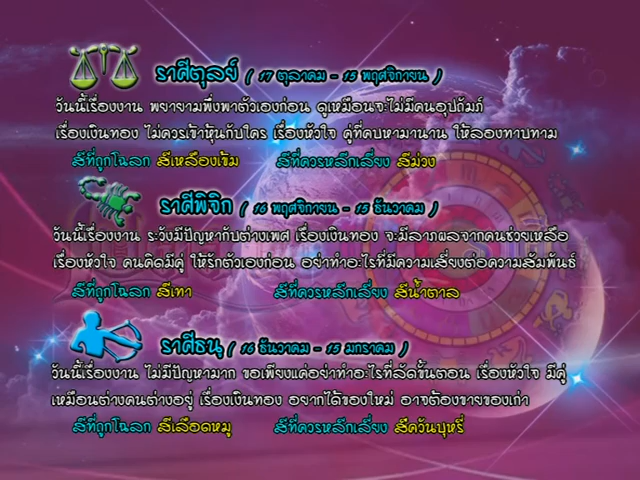 ราศีตุลย์ ( 17 ตุลาคม - 15 พฤศจิกายน )
วันนี้เรื่องงาน พยายามพึ่งพาตัวเองก่อน ดูเหมือนจะไม่มีคนอุปถัมภ์
เรื่องเงินทอง ไม่ควรเข้าหุ้นกับใคร เรื่องหัวใจ คู่ที่คบหามานาน ให้ลองทาบทาม
สีที่ถูกโฉลก สีเหลืองเข้ม สีที่ควรหลีกเลี่ยง สีม่วง
ราศีพิจิก ( 16 พฤศจิกายน - 15 ธันวาคม )
วันนี้เรื่องงาน ระวังมีปัญหากับต่างเพศ เรื่องเงินทอง จะมีลาภผลจากคนช่วยเหลือ
เรื่องหัวใจ คนคิดมีคู่ ให้รักตัวเองก่อน อย่าทำอะไรที่มีความเสี่ยงต่อความสัมพันธ์
สีที่ถูกโฉลก สีเทา สีที่ควรหลีกเลี่ยง สีน้ำตาล
ราศีธนู ( 16 ธันวาคม - 15 มกราคม )
วันนี้เรื่องงาน ไม่มีปัญหามาก ขอเพียงแค่อย่าทำอะไรที่ลัดขั้นตอน เรื่องหัวใจ มีคู่
เหมือนต่างคนต่างอยู่ เรื่องเงินทอง อยากได้ของใหม่ อาจต้องขายของเก่า
สีที่ถูกโฉลก สีเลือดหมู สีที่ควรหลีกเลี่ยง สีควันบุหรี่